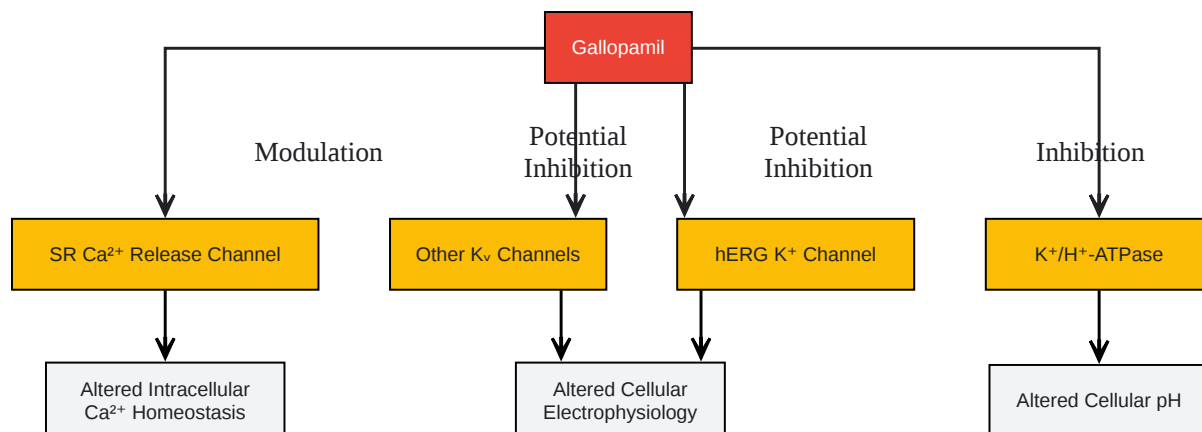 Gallopamil
Modulation
Potential
Inhibition
Potential
Inhibition
Inhibition
SR Ca²⁺ Release Channel
Other Kᵥ Channels
hERG K⁺ Channel
K⁺/H⁺-ATPase
Altered Intracellular
Ca²⁺ Homeostasis
Altered Cellular
Electrophysiology
Altered Cellular pH